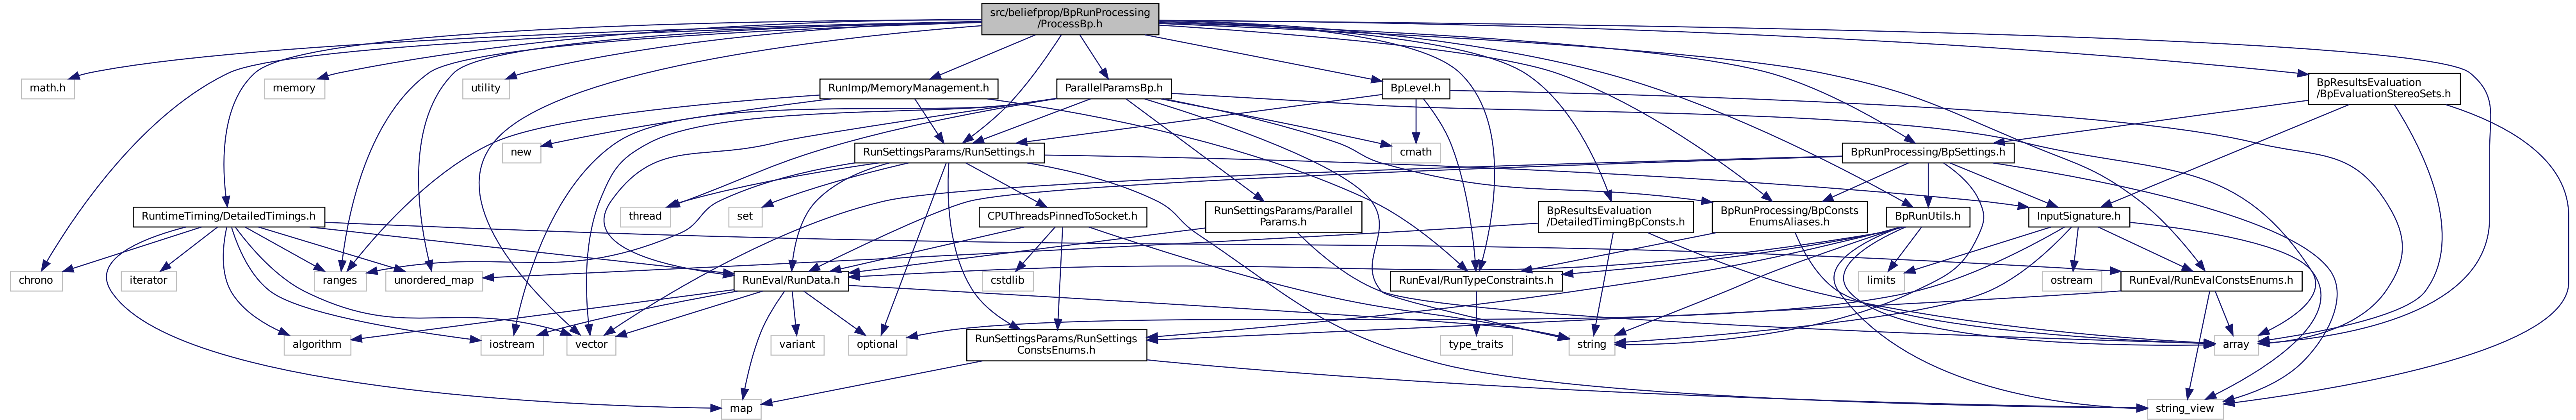 src/beliefprop/BpRunProcessing
/ProcessBp.h
math.h
memory
utility
RunImp/MemoryManagement.h
ParallelParamsBp.h
BpLevel.h
BpResultsEvaluation
/BpEvaluationStereoSets.h
new
RunSettingsParams/RunSettings.h
cmath
BpRunProcessing/BpSettings.h
RuntimeTiming/DetailedTimings.h
thread
set
CPUThreadsPinnedToSocket.h
RunSettingsParams/Parallel
Params.h
BpResultsEvaluation
/DetailedTimingBpConsts.h
BpRunProcessing/BpConsts
EnumsAliases.h
BpRunUtils.h
InputSignature.h
chrono
iterator
ranges
unordered_map
RunEval/RunData.h
cstdlib
RunEval/RunTypeConstraints.h
limits
ostream
RunEval/RunEvalConstsEnums.h
algorithm
iostream
vector
variant
optional
RunSettingsParams/RunSettings
ConstsEnums.h
type_traits
string
array
map
string_view